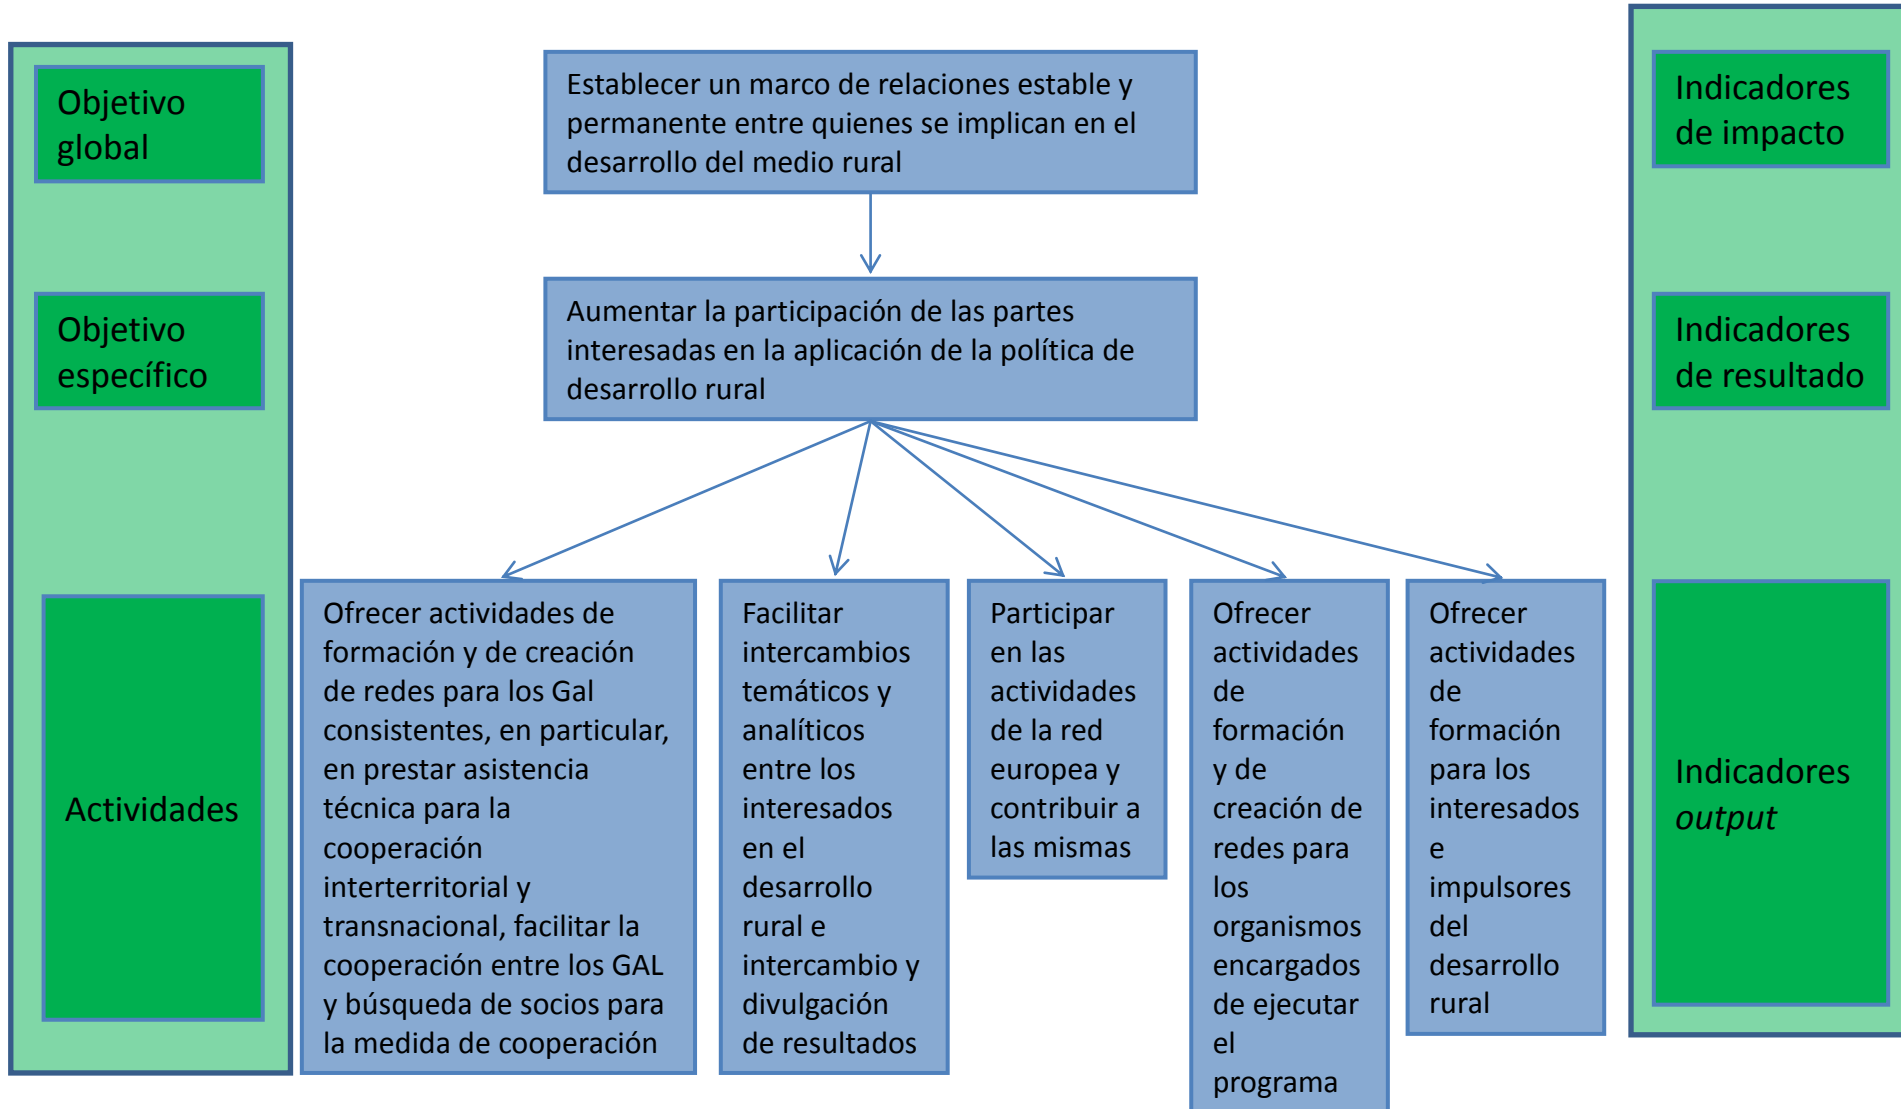 Objetivo
global
Establecer un marco de relaciones estable y
permanente entre quienes se implican en el
desarrollo del medio rural
Indicadores
de impacto
Objetivo
específico
Aumentar la participación de las partes
interesadas en la aplicación de la política de
desarrollo rural
Indicadores
de resultado
Actividades
Ofrecer actividades de
formación y de creación
de redes para los Gal
consistentes, en particular,
en prestar asistencia
técnica para la
cooperación
interterritorial y
transnacional, facilitar la
cooperación entre los GAL
y búsqueda de socios para
la medida de cooperación
Facilitar
intercambios
temáticos y
analíticos
entre los
interesados
en el
desarrollo
rural e
intercambio y
divulgación
de resultados
Participar
en las
actividades
de la red
europea y
contribuir a
las mismas
Ofrecer
actividades
de
formación
y de
creación de
redes para
los
organismos
encargados
de ejecutar
el
programa
Ofrecer
actividades
de
formación
para los
interesados
e
impulsores
del
desarrollo
rural
Indicadores
output